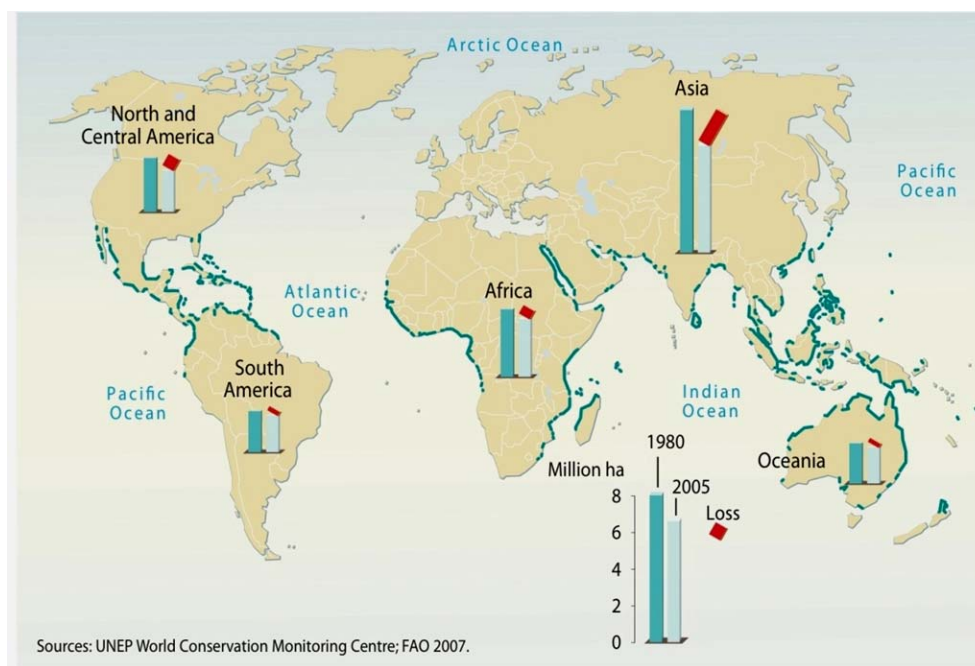 Arctic Ocean
North and
Central America
Asia
Pacific
Ocean
Atlantic
Ocean
Africa
South
America
Pacific
Ocean
Indian
Ocean
Oceania
1980
Million ha
2005
8
Loss
6
4
2
0
Sources: UNEP World Conservation Monitoring Centre; FAO 2007.